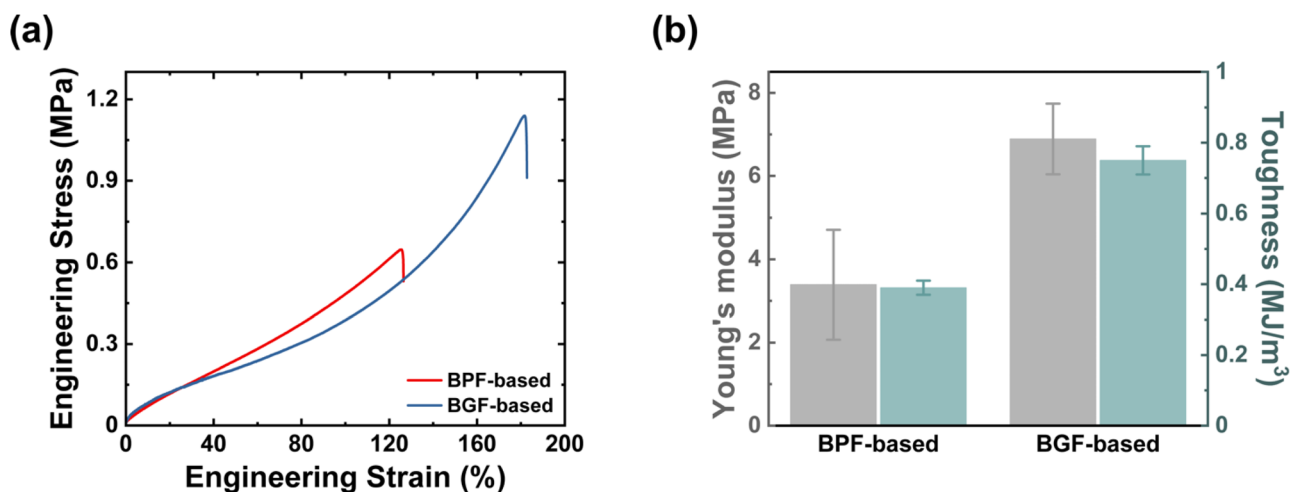 (a)
Engineering Stress (MPa)
1.2
0.9
0.6
0.3
0
BPF-based
BGF-based
0 40 80 120 160 200
Engineering Strain (%)
(b)
Young's modulus (MPa)
8
6
4
2
0
1
0.8
0.6
0.4
0.2
0
Toughness (MJ/m³)
BPF-based BGF-based